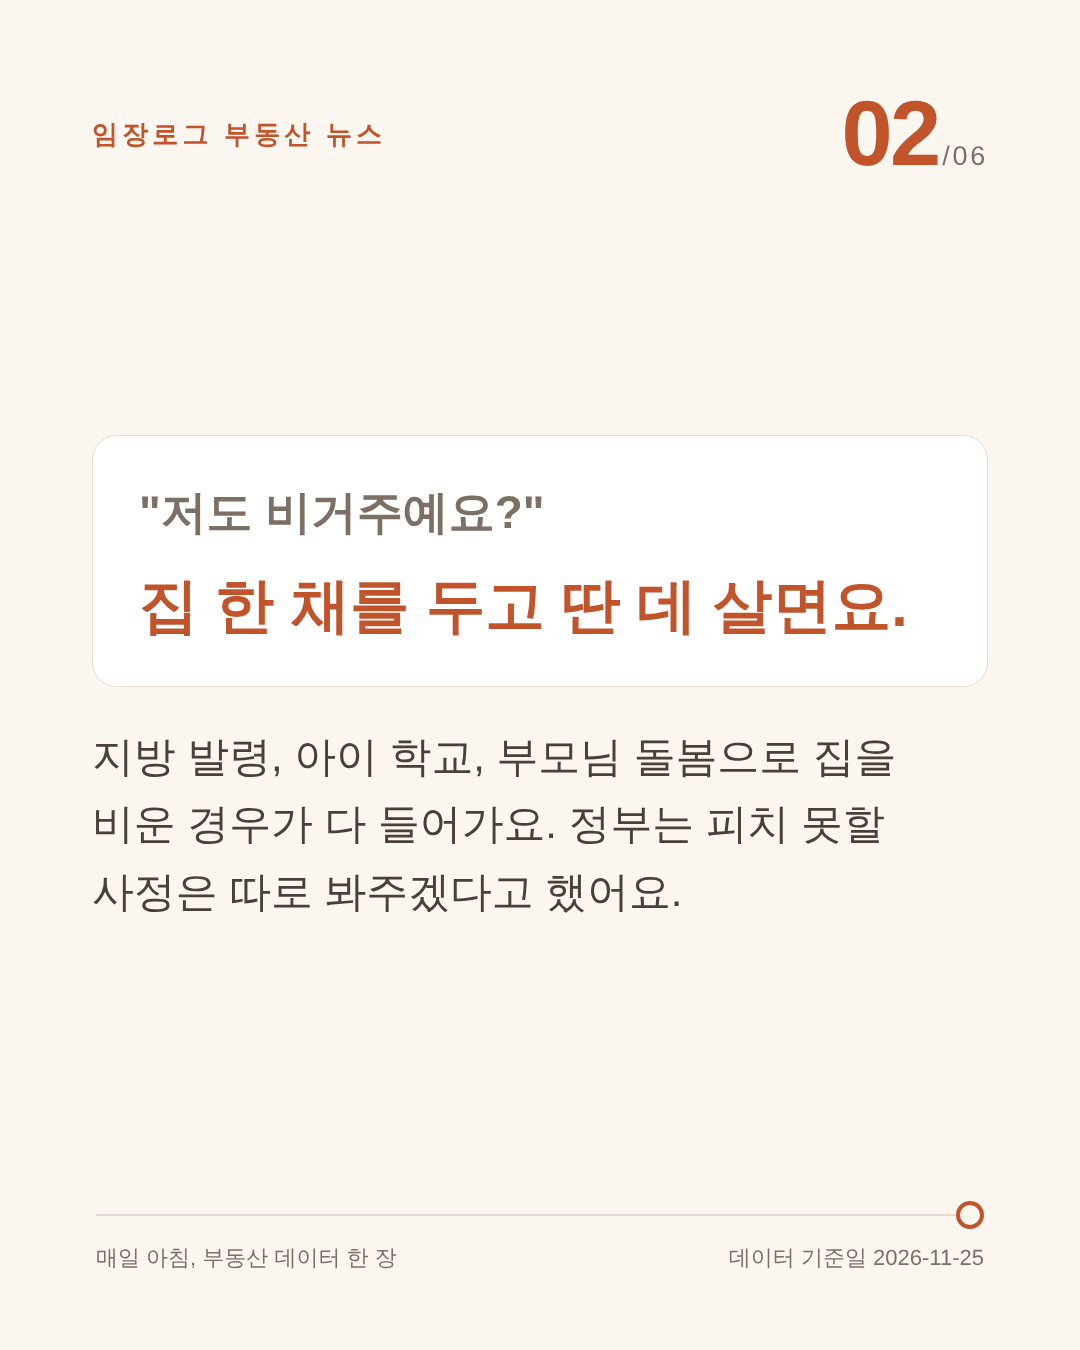 임장로그 부동산 뉴스
02/06
"저도 비거주예요?"
집 한 채를 두고 딴 데 살면요.
지방 발령, 아이 학교, 부모님 돌봄으로 집을
비운 경우가 다 들어가요. 정부는 피치 못할
사정은 따로 봐주겠다고 했어요.
매일 아침, 부동산 데이터 한 장
데이터 기준일 2026-11-25